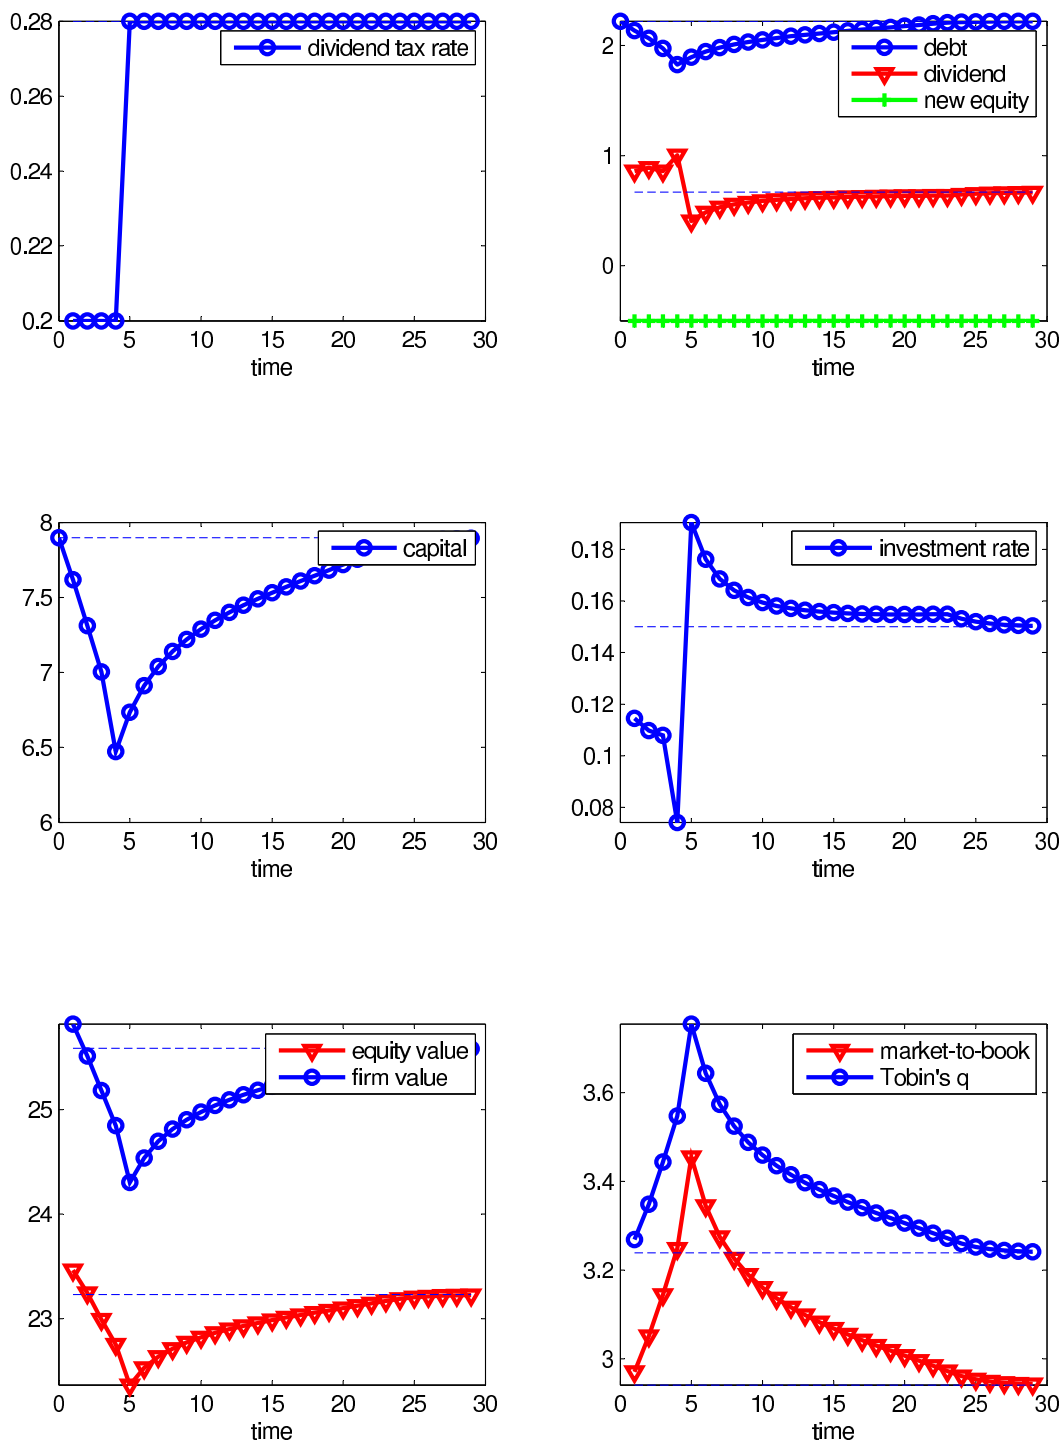 0.28
0.26
0.24
0.22
0.2
0 5 10 15 20 25 30
time
dividend tax rate
2
1
0
0 5 10 15 20 25 30
time
debt
dividend
new equity
8
7.5
7
6.5
6
0 5 10 15 20 25 30
time
capital
0.18
0.16
0.14
0.12
0.1
0.08
0 5 10 15 20 25 30
time
investment rate
25
24
23
0 5 10 15 20 25 30
time
equity value
firm value
3.6
3.4
3.2
3
0 5 10 15 20 25 30
time
market-to-book
Tobin's q